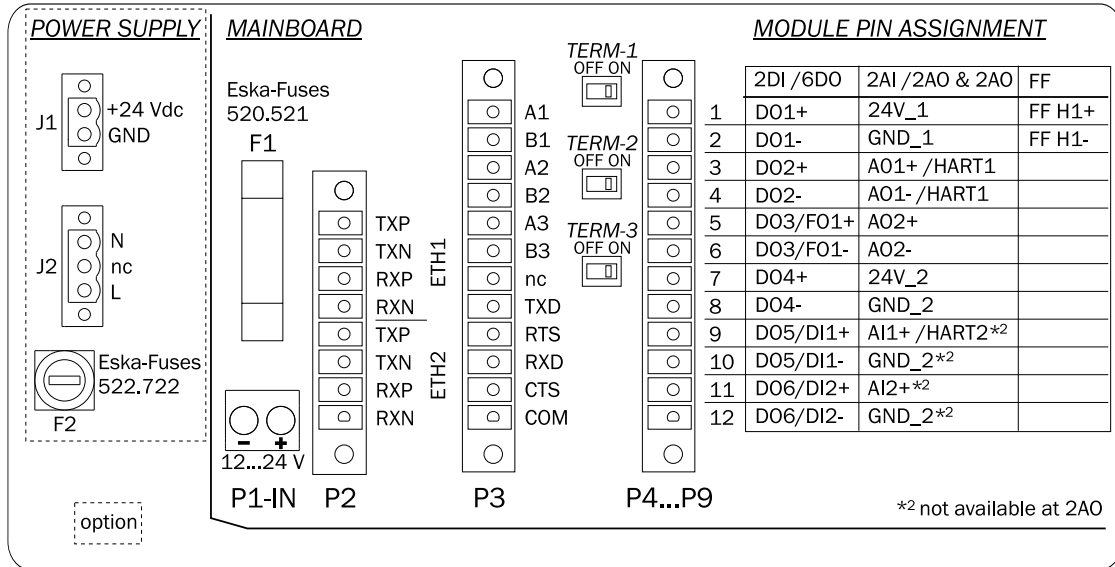 POWER SUPPLY
J1
+24 Vdc
GND
J2
N
nc
L
Eska-Fuses
522.722
F2
option
MAINBOARD
Eska-Fuses
520.521
F1
- +
12...24 V
P1-IN
TXP
TXN
RXP
RXN
ETH1
TXP
TXN
RXP
RXN
ETH2
P2
A1
B1
A2
B2
A3
B3
nc
TXD
RTS
RXD
CTS
COM
P3
TERM-1
OFF ON
TERM-2
OFF ON
TERM-3
OFF ON
P4...P9
MODULE PIN ASSIGNMENT
2DI /6DO 2AI /2AO & 2AO FF
1 DO1+ 24V_1 FF H1+
2 DO1- GND_1 FF H1-
3 DO2+ AO1+ /HART1
4 DO2- AO1- /HART1
5 DO3/FO1+ AO2+
6 DO3/FO1- AO2-
7 DO4+ 24V_2
8 DO4- GND_2
9 DO5/DI1+ AI1+ /HART2*2
10 DO5/DI1- GND_2*2
11 DO6/DI2+ AI2+*2
12 DO6/DI2- GND_2*2
*2 not available at 2AO